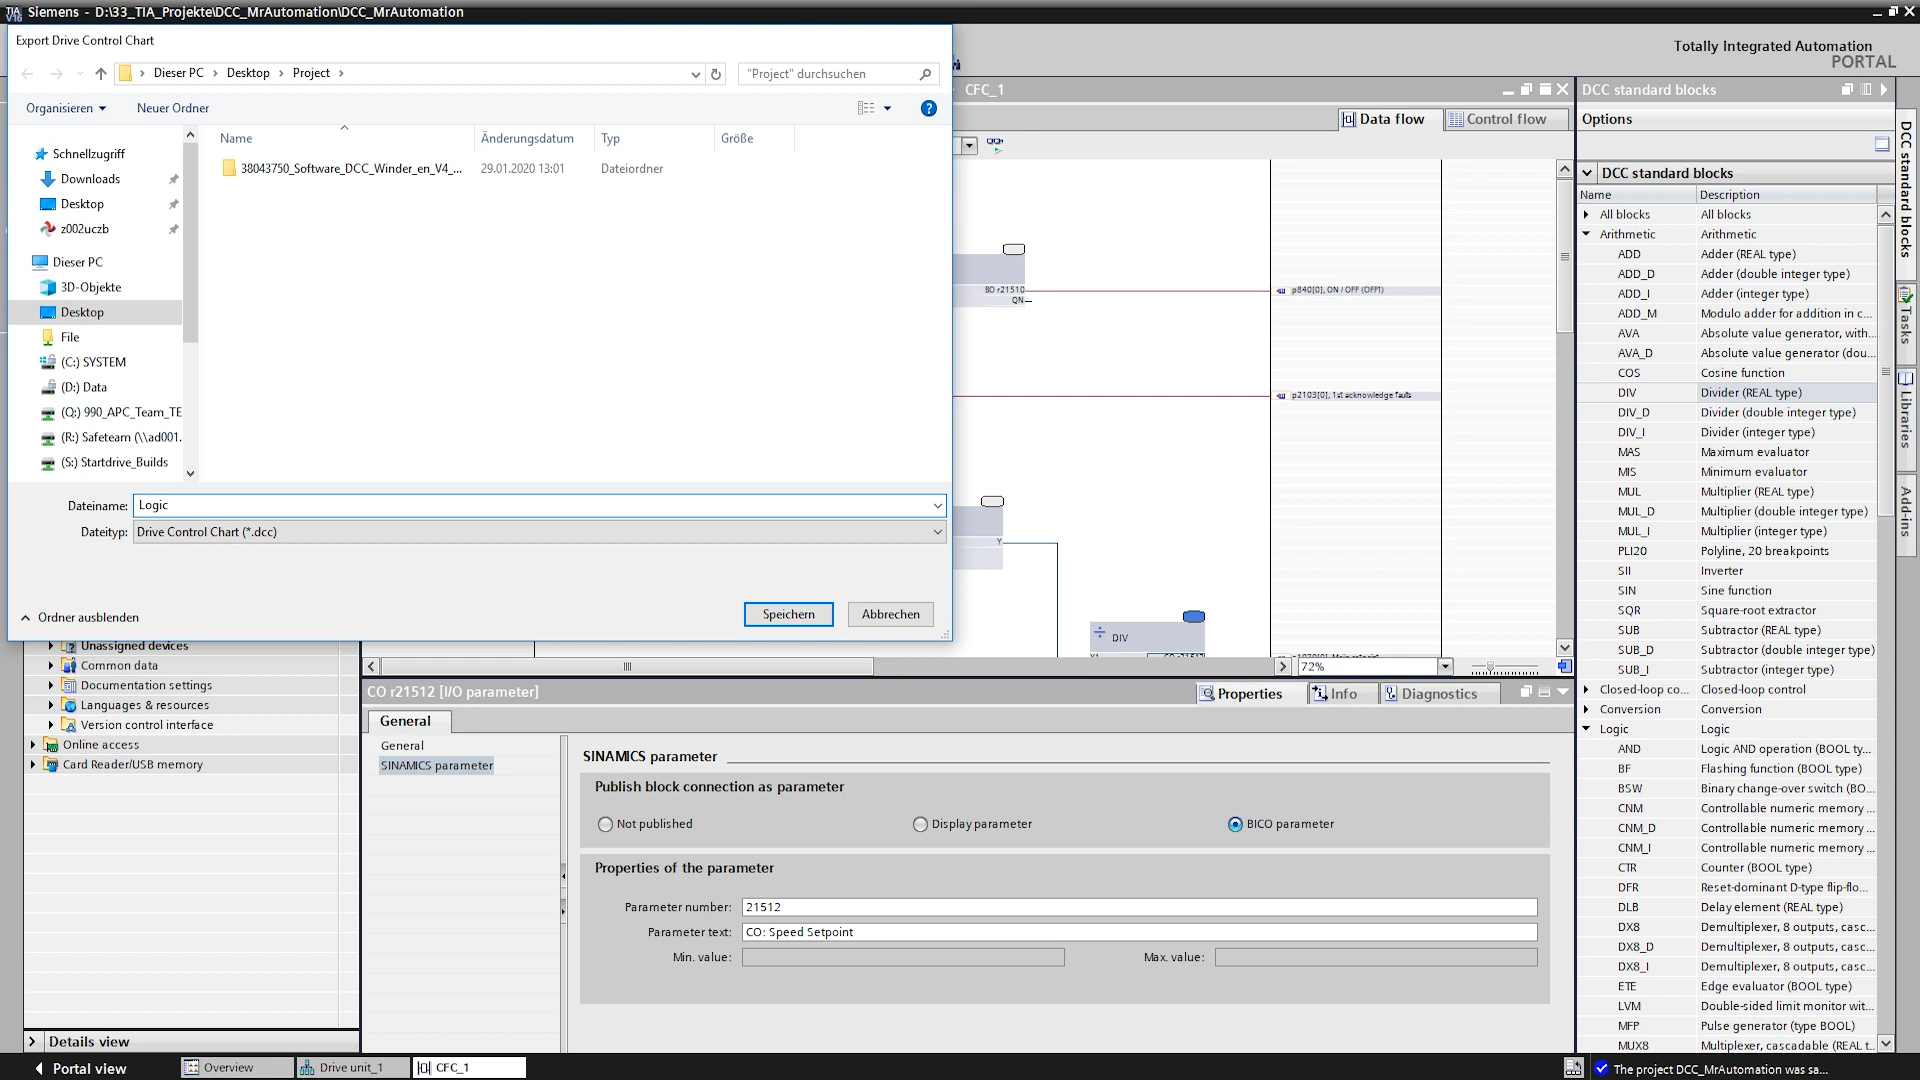 Siemens - D:\33_TIA_Projekte\DCC_MrAutomation\DCC_MrAutomation
Export Drive Control Chart
Dieser PC > Desktop > Project >
"Project" durchsuchen
Organisieren
Neuer Ordner
Schnellzugriff
Downloads
Desktop
z002uczb
Dieser PC
3D-Objekte
Desktop
File
(C:) SYSTEM
(D:) Data
(Q:) 990_APC_Team_TE
(R:) Safeteam (\\ad001.
(S:) Startdrive_Builds
Name
Änderungsdatum
Typ
Größe
38043750_Software_DCC_Winder_en_V4_...
29.01.2020 13:01
Dateiordner
Dateiname: Logic
Dateityp: Drive Control Chart (*.dcc)
Ordner ausblenden
Speichern
Abbrechen
Totally Integrated Automation
PORTAL
CFC_1
Data flow
Control flow
BO r21510
QN
p840[0], ON / OFF (OFF1)
p2103[0], 1st acknowledge faults
Y
DIV
72%
DCC standard blocks
Options
DCC standard blocks
Name Description
All blocks All blocks
Arithmetic Arithmetic
ADD Adder (REAL type)
ADD_D Adder (double integer type)
ADD_I Adder (integer type)
ADD_M Modulo adder for addition in c...
AVA Absolute value generator, with...
AVA_D Absolute value generator (dou...
COS Cosine function
DIV Divider (REAL type)
DIV_D Divider (double integer type)
DIV_I Divider (integer type)
MAS Maximum evaluator
MIS Minimum evaluator
MUL Multiplier (REAL type)
MUL_D Multiplier (double integer type)
MUL_I Multiplier (integer type)
PLI20 Polyline, 20 breakpoints
SII Inverter
SIN Sine function
SQR Square-root extractor
SUB Subtractor (REAL type)
SUB_D Subtractor (double integer type)
SUB_I Subtractor (integer type)
Closed-loop co... Closed-loop control
Conversion Conversion
Logic Logic
AND Logic AND operation (BOOL ty...
BF Flashing function (BOOL type)
BSW Binary change-over switch (BO...
CNM Controllable numeric memory ...
CNM_D Controllable numeric memory ...
CNM_I Controllable numeric memory ...
CTR Counter (BOOL type)
DFR Reset-dominant D-type flip-flo...
DLB Delay element (REAL type)
DX8 Demultiplexer, 8 outputs, casc...
DX8_D Demultiplexer, 8 outputs, casc...
DX8_I Demultiplexer, 8 outputs, casc...
ETE Edge evaluator (BOOL type)
LVM Double-sided limit monitor wit...
MFP Pulse generator (type BOOL)
MUX8 Multiplexer, cascadable (REAL t...
DCC standard blocks
Tasks
Libraries
Add-ins
Unassigned devices
Common data
Documentation settings
Languages & resources
Version control interface
Online access
Card Reader/USB memory
Details view
CO r21512 [I/O parameter]
Properties
Info
Diagnostics
General
General
SINAMICS parameter
SINAMICS parameter
Publish block connection as parameter
Not published
Display parameter
BICO parameter
Properties of the parameter
Parameter number: 21512
Parameter text: CO: Speed Setpoint
Min. value:
Max. value:
Portal view
Overview
Drive unit_1
CFC_1
The project DCC_MrAutomation was sa...